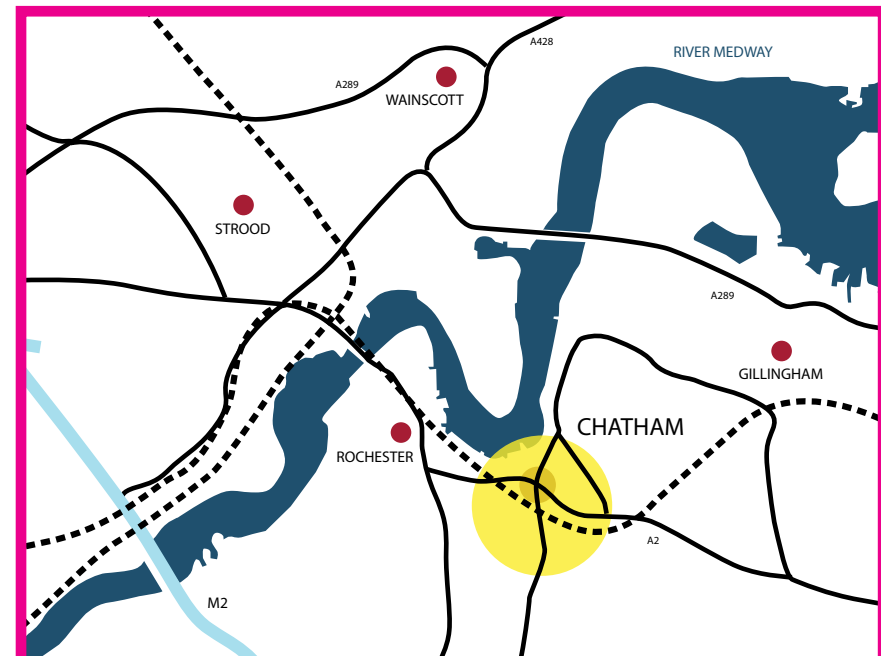 A428
RIVER MEDWAY
A289
WAINSCOTT
STROOD
A289
GILLINGHAM
CHATHAM
ROCHESTER
A2
M2